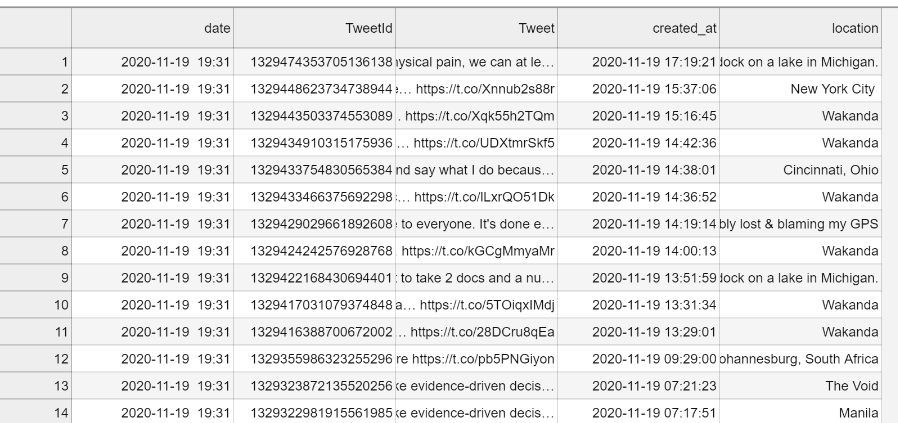 date TweetId Tweet created_at location
1 2020-11-19 19:31 1329474353705136138 hysical pain, we can at le… 2020-11-19 17:19:21 dock on a lake in Michigan.
2 2020-11-19 19:31 1329448623734738944 … https://t.co/Xnnub2s88r 2020-11-19 15:37:06 New York City
3 2020-11-19 19:31 1329443503374553089 . https://t.co/Xqk55h2TQm 2020-11-19 15:16:45 Wakanda
4 2020-11-19 19:31 1329434910315175936 … https://t.co/UDXtmrSkf5 2020-11-19 14:42:36 Wakanda
5 2020-11-19 19:31 1329433754830565384 nd say what I do becaus… 2020-11-19 14:38:01 Cincinnati, Ohio
6 2020-11-19 19:31 1329433466375692298 … https://t.co/lLxrQO51Dk 2020-11-19 14:36:52 Wakanda
7 2020-11-19 19:31 1329429029661892608 to everyone. It's done e… 2020-11-19 14:19:14 bly lost & blaming my GPS
8 2020-11-19 19:31 1329424242576928768 https://t.co/kGCgMmyaMr 2020-11-19 14:00:13 Wakanda
9 2020-11-19 19:31 1329422168430694401 to take 2 docs and a nu… 2020-11-19 13:51:59 dock on a lake in Michigan.
10 2020-11-19 19:31 1329417031079374848 a… https://t.co/5TOiqxIMdj 2020-11-19 13:31:34 Wakanda
11 2020-11-19 19:31 1329416388700672002 … https://t.co/28DCru8qEa 2020-11-19 13:29:01 Wakanda
12 2020-11-19 19:31 1329355986323255296 re https://t.co/pb5PNGiyon 2020-11-19 09:29:00 ohannesburg, South Africa
13 2020-11-19 19:31 1329323872135520256 ke evidence-driven decis… 2020-11-19 07:21:23 The Void
14 2020-11-19 19:31 1329322981915561985 ke evidence-driven decis… 2020-11-19 07:17:51 Manila